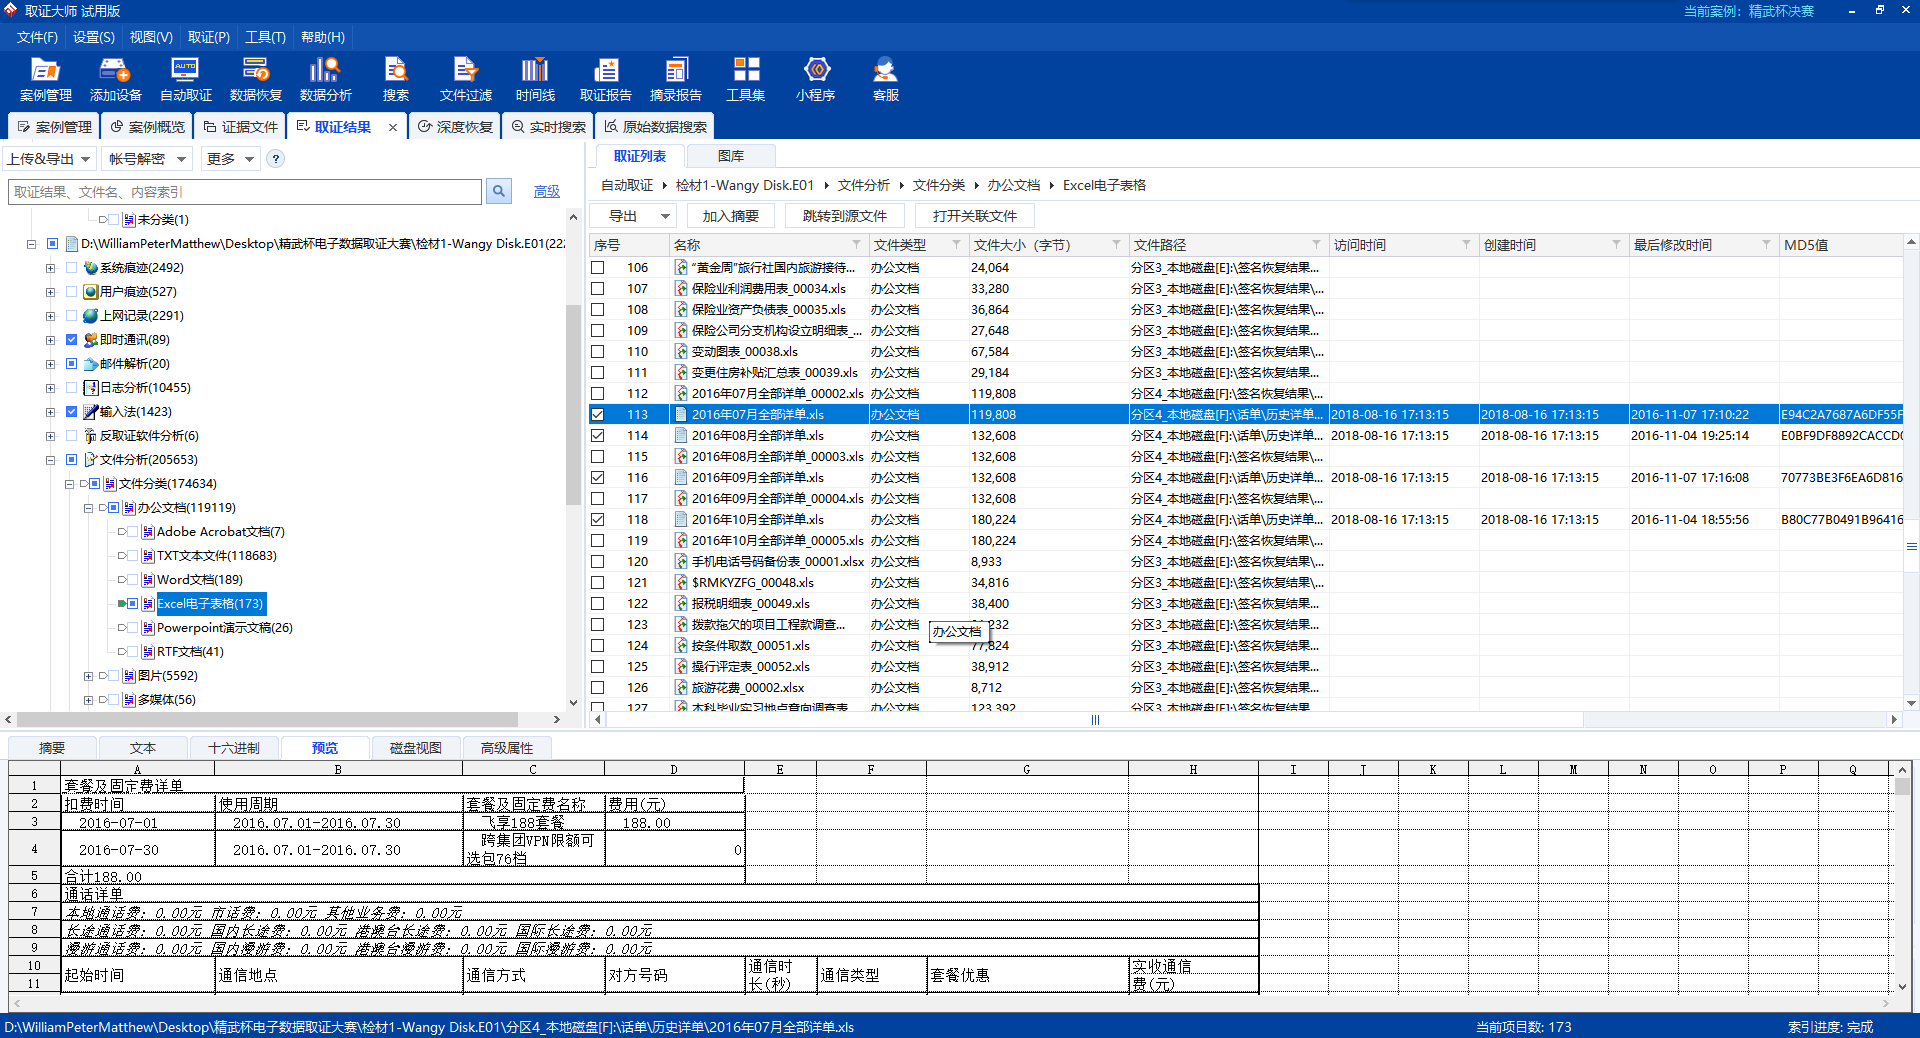 取证大师 试用版
当前案例: 精武杯决赛
文件(F) 设置(S) 视图(V) 取证(P) 工具(T) 帮助(H)
案例管理 添加设备 自动取证 数据恢复 数据分析 搜索 文件过滤 时间线 取证报告 摘录报告 工具集 小程序 客服
案例管理 案例概览 证据文件 取证结果 × 深度恢复 实时搜索 原始数据搜索
上传&导出 帐号解密 更多 ?
取证结果、文件名、内容索引 高级
未分类(1)
D:\WilliamPeterMatthew\Desktop\精武杯电子数据取证大赛\检材1-Wangy Disk.E01(22
系统痕迹(2492)
用户痕迹(527)
上网记录(2291)
即时通讯(89)
邮件解析(20)
日志分析(10455)
输入法(1423)
反取证软件分析(6)
文件分析(205653)
文件分类(174634)
办公文档(119119)
Adobe Acrobat文档(7)
TXT文本文件(118683)
Word文档(189)
Excel电子表格(173)
Powerpoint演示文稿(26)
RTF文档(41)
图片(5592)
多媒体(56)
取证列表 图库
自动取证 检材1-Wangy Disk.E01 文件分析 文件分类 办公文档 Excel电子表格
导出 加入摘要 跳转到源文件 打开关联文件
序号 名称 文件类型 文件大小（字节） 文件路径 访问时间 创建时间 最后修改时间 MD5值
106 “黄金周”旅行社国内旅游接待... 办公文档 24,064 分区3_本地磁盘[E]:\签名恢复结果...
107 保险业利润费用表_00034.xls 办公文档 33,280 分区3_本地磁盘[E]:\签名恢复结果\...
108 保险业资产负债表_00035.xls 办公文档 36,864 分区3_本地磁盘[E]:\签名恢复结果\...
109 保险公司分支机构设立明细表_... 办公文档 27,648 分区3_本地磁盘[E]:\签名恢复结果...
110 变动图表_00038.xls 办公文档 67,584 分区3_本地磁盘[E]:\签名恢复结果\...
111 变更住房补贴汇总表_00039.xls 办公文档 29,184 分区3_本地磁盘[E]:\签名恢复结果...
112 2016年07月全部详单_00002.xls 办公文档 119,808 分区4_本地磁盘[F]:\签名恢复结果\...
113 2016年07月全部详单.xls 办公文档 119,808 分区4_本地磁盘[F]:\话单\历史详单... 2018-08-16 17:13:15 2018-08-16 17:13:15 2016-11-07 17:10:22 E94C2A7687A6DF55F
114 2016年08月全部详单.xls 办公文档 132,608 分区4_本地磁盘[F]:\话单\历史详单... 2018-08-16 17:13:15 2018-08-16 17:13:15 2016-11-04 19:25:14 E0BF9DF8892CACCD0
115 2016年08月全部详单_00003.xls 办公文档 132,608 分区4_本地磁盘[F]:\签名恢复结果\...
116 2016年09月全部详单.xls 办公文档 132,608 分区4_本地磁盘[F]:\话单\历史详单... 2018-08-16 17:13:15 2018-08-16 17:13:15 2016-11-07 17:16:08 70773BE3F6EA6D816
117 2016年09月全部详单_00004.xls 办公文档 132,608 分区4_本地磁盘[F]:\签名恢复结果\...
118 2016年10月全部详单.xls 办公文档 180,224 分区4_本地磁盘[F]:\话单\历史详单... 2018-08-16 17:13:15 2018-08-16 17:13:15 2016-11-04 18:55:56 B80C77B0491B96416
119 2016年10月全部详单_00005.xls 办公文档 180,224 分区4_本地磁盘[F]:\签名恢复结果\...
120 手机电话号码备份表_00001.xlsx 办公文档 8,933 分区3_本地磁盘[E]:\签名恢复结果...
121 $RMKYZFG_00048.xls 办公文档 34,816 分区3_本地磁盘[E]:\签名恢复结果\...
122 报税明细表_00049.xls 办公文档 38,400 分区3_本地磁盘[E]:\签名恢复结果...
123 拨款拖欠的项目工程款调查... 办公文档 232 分区3_本地磁盘[E]:\签名恢复结果...
办公文档
124 按条件取数_00051.xls 办公文档 77,824 分区3_本地磁盘[E]:\签名恢复结果...
125 操行评定表_00052.xls 办公文档 38,912 分区3_本地磁盘[E]:\签名恢复结果...
126 旅游花费_00002.xlsx 办公文档 8,712 分区3_本地磁盘[E]:\签名恢复结果...
127 本科毕业实习地点意向调查表 办公文档 123,392 分区3_本地磁盘[E]:\签名恢复结果...
摘要 文本 十六进制 预览 磁盘视图 高级属性
A B C D E F G H I J K L M N O P Q
1 套餐及固定费详单
2 扣费时间 使用周期 套餐及固定费名称 费用(元)
3 2016-07-01 2016.07.01-2016.07.30 飞享188套餐 188.00
4 2016-07-30 2016.07.01-2016.07.30 跨集团VPN限额可选包76档 0
5 合计188.00
6 通话详单
7 本地通话费: 0.00元 市话费: 0.00元 其他业务费: 0.00元
8 长途通话费: 0.00元 国内长途费: 0.00元 港澳台长途费: 0.00元 国际长途费: 0.00元
9 漫游通话费: 0.00元 国内漫游费: 0.00元 港澳台漫游费: 0.00元 国际漫游费: 0.00元
10 起始时间 通信地点 通信方式 对方号码 通信时长(秒) 通信类型 套餐优惠 实收通信费(元)
11
D:\WilliamPeterMatthew\Desktop\精武杯电子数据取证大赛\检材1-Wangy Disk.E01\分区4_本地磁盘[F]:\话单\历史详单\2016年07月全部详单.xls 当前项目数: 173 索引进度: 完成